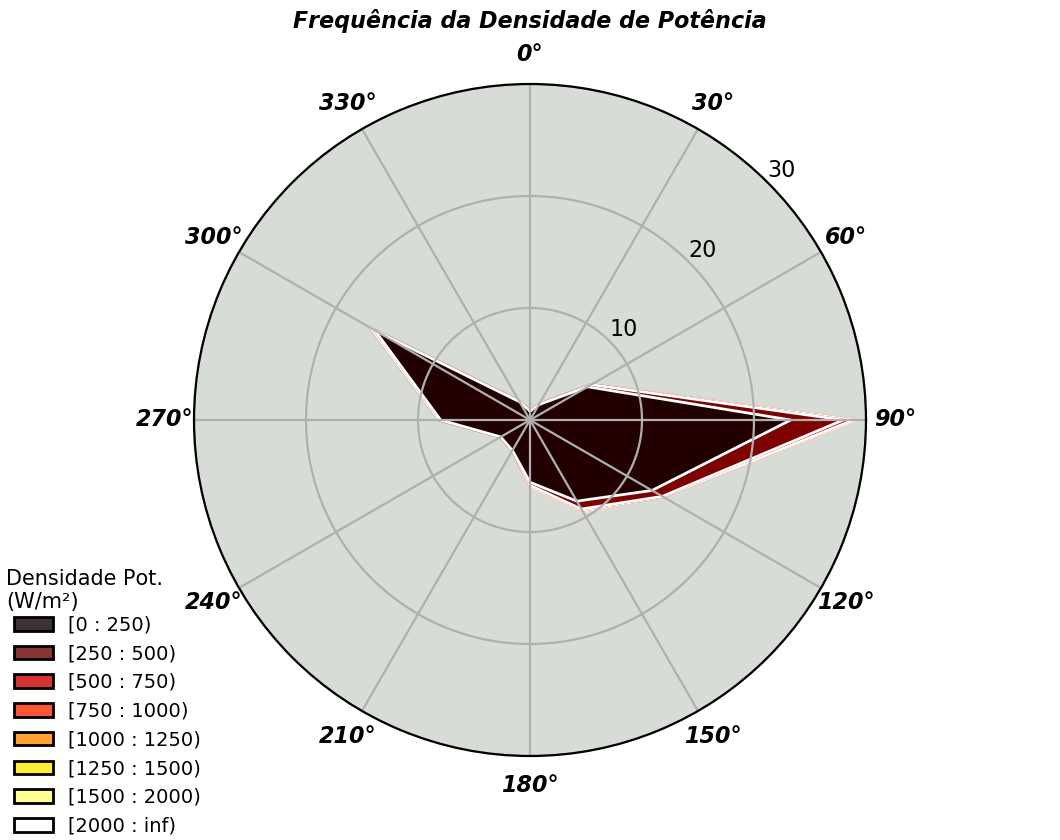 Frequência da Densidade de Potência
0°
30°
60°
90°
120°
150°
180°
210°
240°
270°
300°
330°
10
20
30
Densidade Pot.
(W/m²)
[0 : 250)
[250 : 500)
[500 : 750)
[750 : 1000)
[1000 : 1250)
[1250 : 1500)
[1500 : 2000)
[2000 : inf)